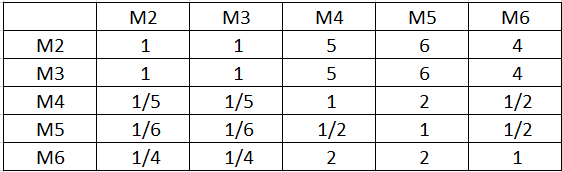 M2 M3 M4 M5 M6
M2 1 1 5 6 4
M3 1 1 5 6 4
M4 1/5 1/5 1 2 1/2
M5 1/6 1/6 1/2 1 1/2
M6 1/4 1/4 2 2 1